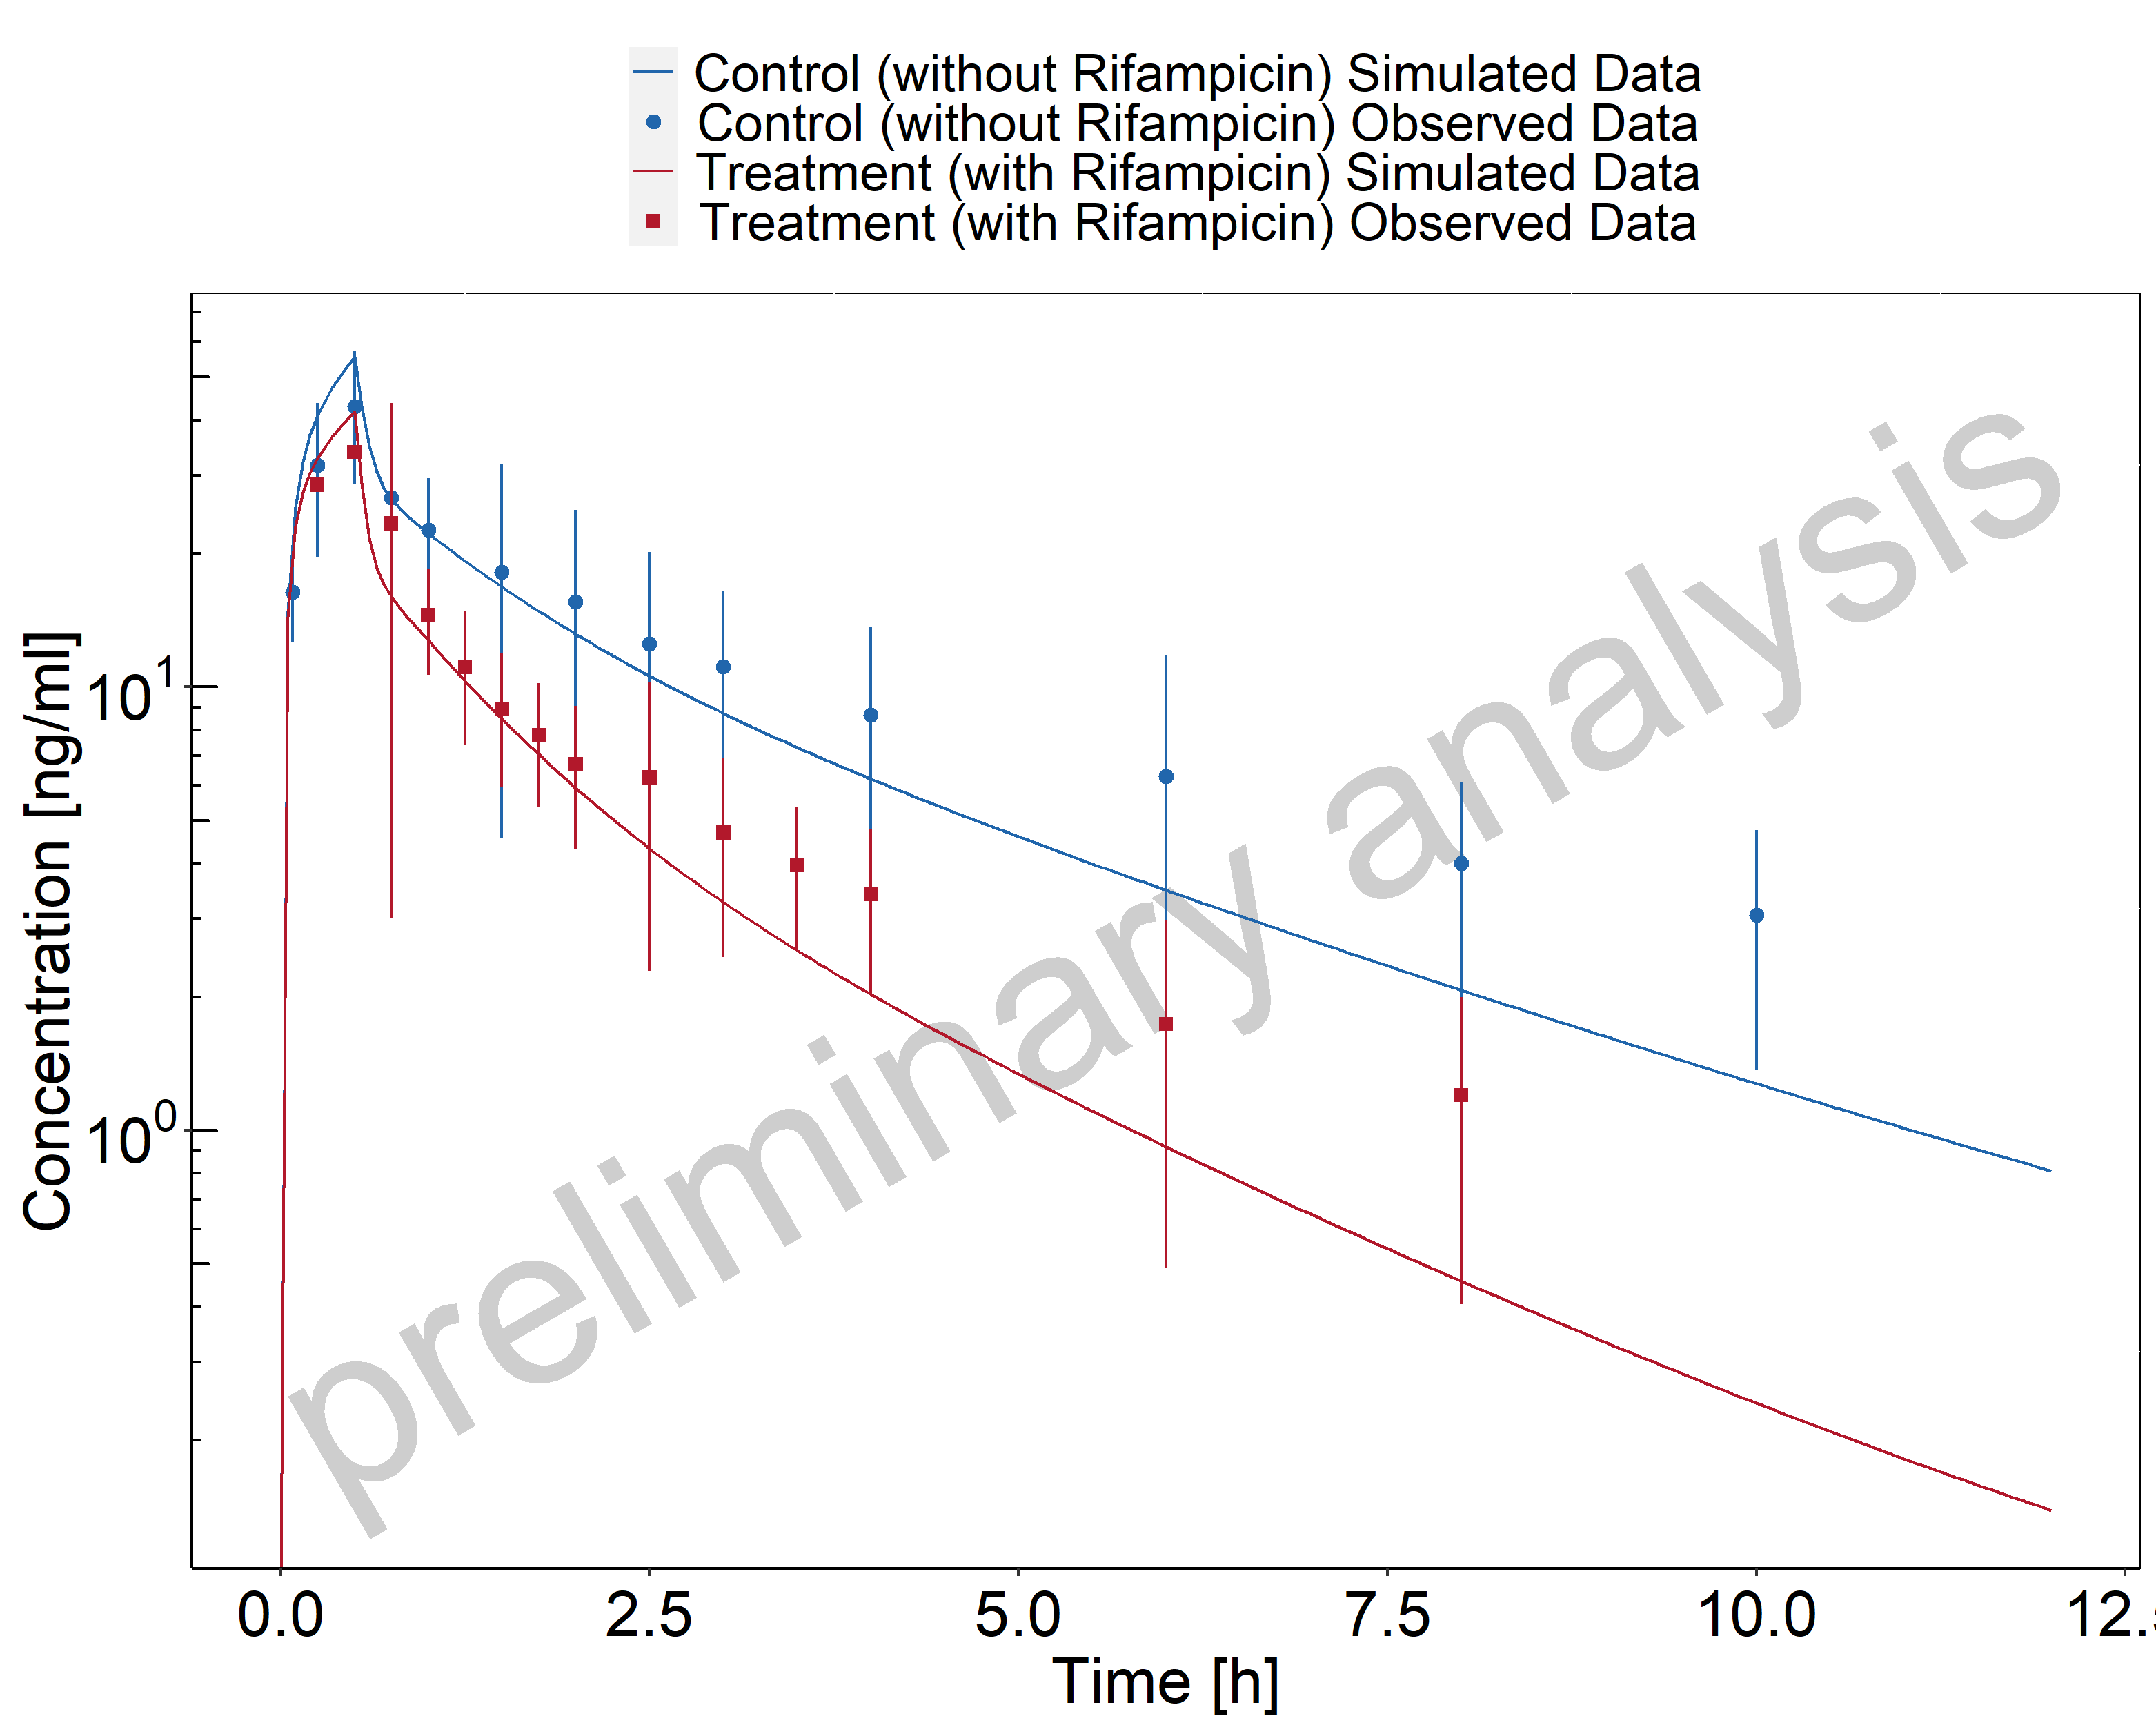 Control (without Rifampicin) Simulated Data
Control (without Rifampicin) Observed Data
Treatment (with Rifampicin) Simulated Data
Treatment (with Rifampicin) Observed Data
Concentration [ng/ml]
10¹
10⁰
preliminary analysis
0.0 2.5 5.0 7.5 10.0 12.
Time [h]